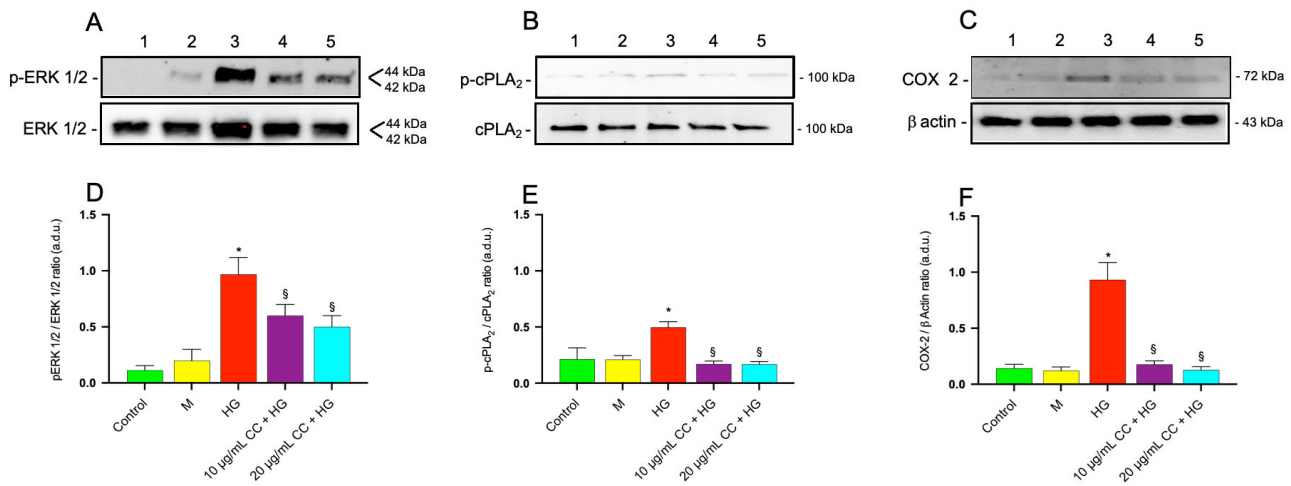 A
1 2 3 4 5
p-ERK 1/2 -
44 kDa
42 kDa
ERK 1/2 -
44 kDa
42 kDa
B
1 2 3 4 5
p-cPLA₂ -
- 100 kDa
cPLA₂ -
- 100 kDa
C
1 2 3 4 5
COX 2 -
- 72 kDa
β actin -
- 43 kDa
D
pERK 1/2 / ERK 1/2 ratio (a.d.u.)
1.5
1.0
0.5
0.0
*
§
§
Control
M
HG
10 µg/mL CC + HG
20 µg/mL CC + HG
E
p-cPLA₂ / cPLA₂ ratio (a.d.u.)
1.5
1.0
0.5
0.0
*
§
§
Control
M
HG
10 µg/mL CC + HG
20 µg/mL CC + HG
F
COX-2 / β Actin ratio (a.d.u.)
1.5
1.0
0.5
0.0
*
§
§
Control
M
HG
10 µg/mL CC + HG
20 µg/mL CC + HG